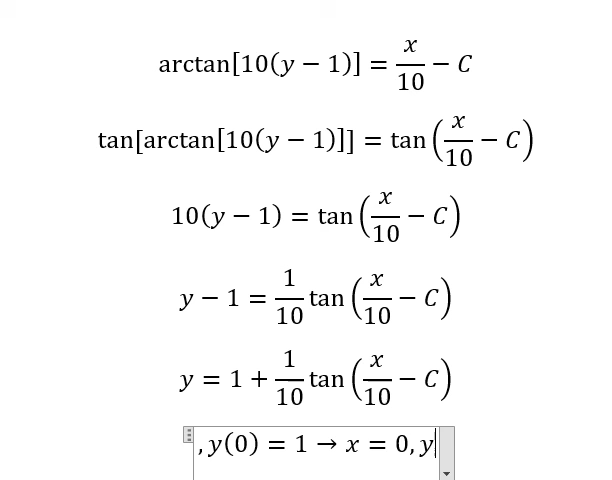 arctan[10(y − 1)] = x/10 − C
tan[arctan[10(y − 1)]] = tan(x/10 − C)
10(y − 1) = tan(x/10 − C)
y − 1 = 1/10 tan(x/10 − C)
y = 1 + 1/10 tan(x/10 − C)
, y(0) = 1 → x = 0, y